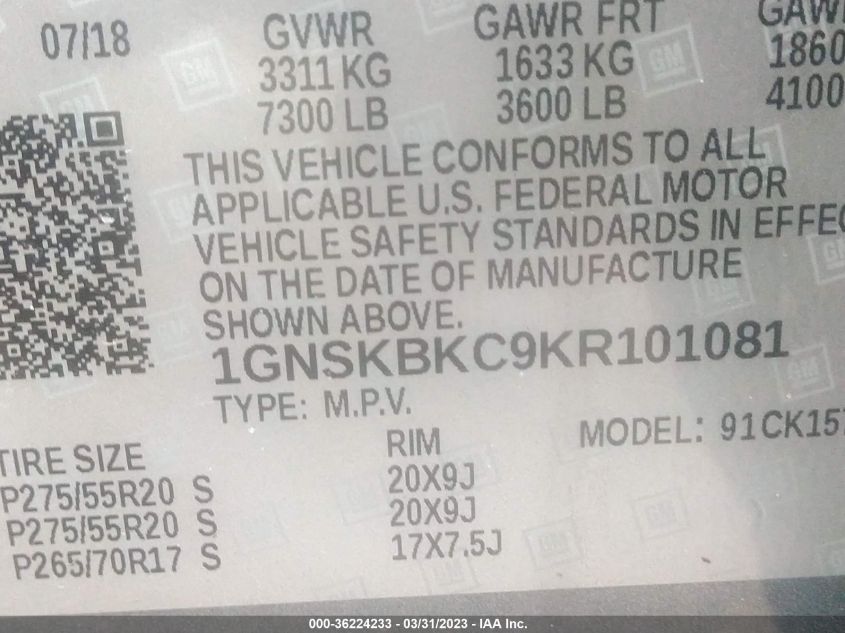 07/18 GVWR GAWR FRT GAWR
3311 KG 1633 KG 1860
7300 LB 3600 LB 4100
THIS VEHICLE CONFORMS TO ALL
APPLICABLE U.S. FEDERAL MOTOR
VEHICLE SAFETY STANDARDS IN EFFEC
ON THE DATE OF MANUFACTURE
SHOWN ABOVE.
1GNSKBKC9KR101081
TYPE: M.P.V.
MODEL: 91CK157
TIRE SIZE RIM
P275/55R20 S 20X9J
P275/55R20 S 20X9J
P265/70R17 S 17X7.5J
000-36224233 - 03/31/2023 - IAA Inc.